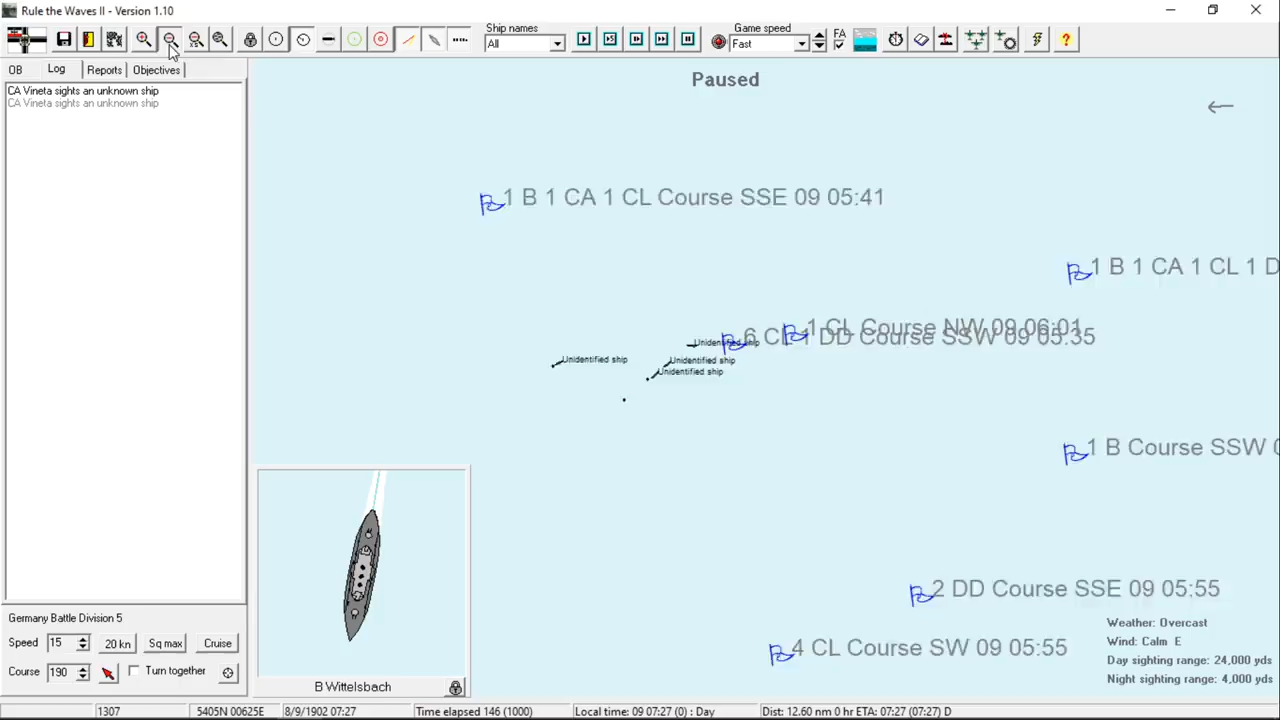 Rule the Waves II - Version 1.10
Ship names
All
Game speed
Fast
FA
OB
Log
Reports
Objectives
CA Vineta sights an unknown ship
CA Vineta sights an unknown ship
Paused
1 B 1 CA 1 CL Course SSE 09 05:41
1 B 1 CA 1 CL 1 D
1 CL Course NW 09 06:01
6 CL 1 DD Course SSW 09 05:35
Unidentified ship
Unidentified ship
Unidentified ship
Unidentified ship
1 B Course SSW 0
2 DD Course SSE 09 05:55
4 CL Course SW 09 05:55
Weather: Overcast
Wind: Calm E
Day sighting range: 24,000 yds
Night sighting range: 4,000 yds
Germany Battle Division 5
Speed 15 20 kn Sq max Cruise
Course 190 Turn together
B Wittelsbach
1307 5405N 00625E 8/9/1902 07:27 Time elapsed 146 (1000) Local time: 09 07:27 (0) : Day Dist: 12.60 nm 0 hr ETA: 07:27 (07:27) D